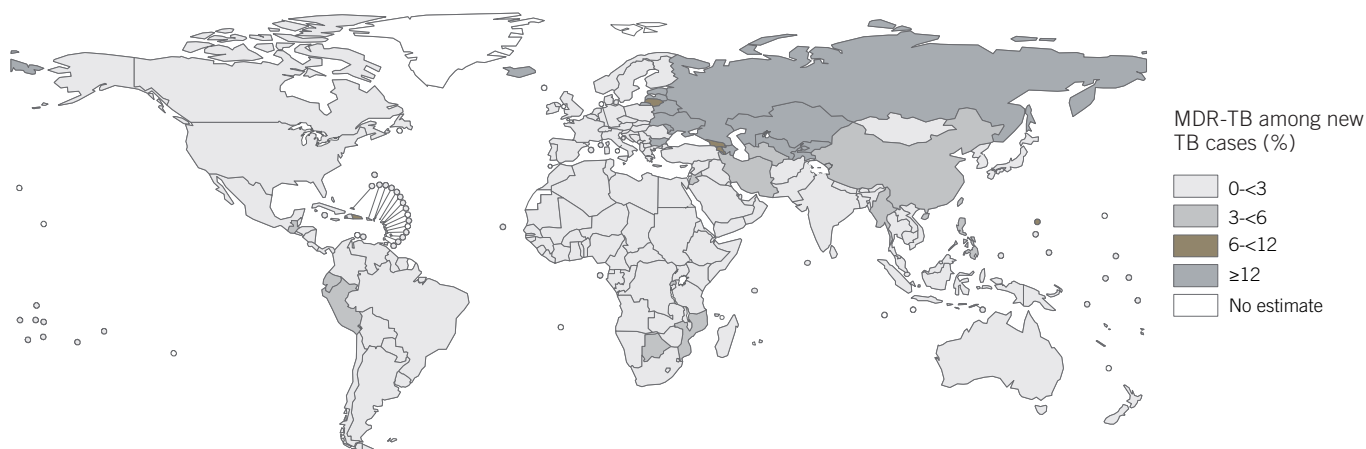 MDR-TB among new
TB cases (%)
0-<3
3-<6
6-<12
≥12
No estimate